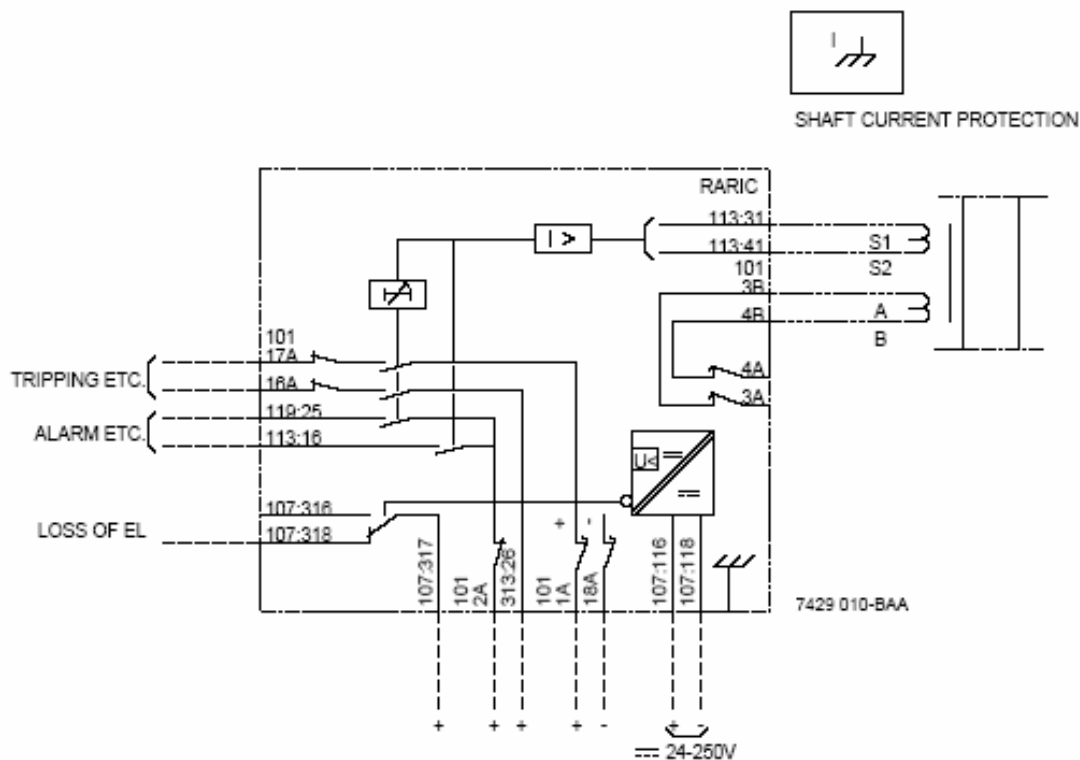 I
SHAFT CURRENT PROTECTION
RARIC
113:31
113:41
S1
101
S2
3B
A
4B
B
I >
101
17A
TRIPPING ETC.
16A
4A
119:25
3A
ALARM ETC.
113:16
U<
107:316
LOSS OF EL
107:318
+ -
107:317
101
2A
313:26
101
1A
18A
107:116
107:118
7429 010-BAA
+ + + + - + -
24-250V